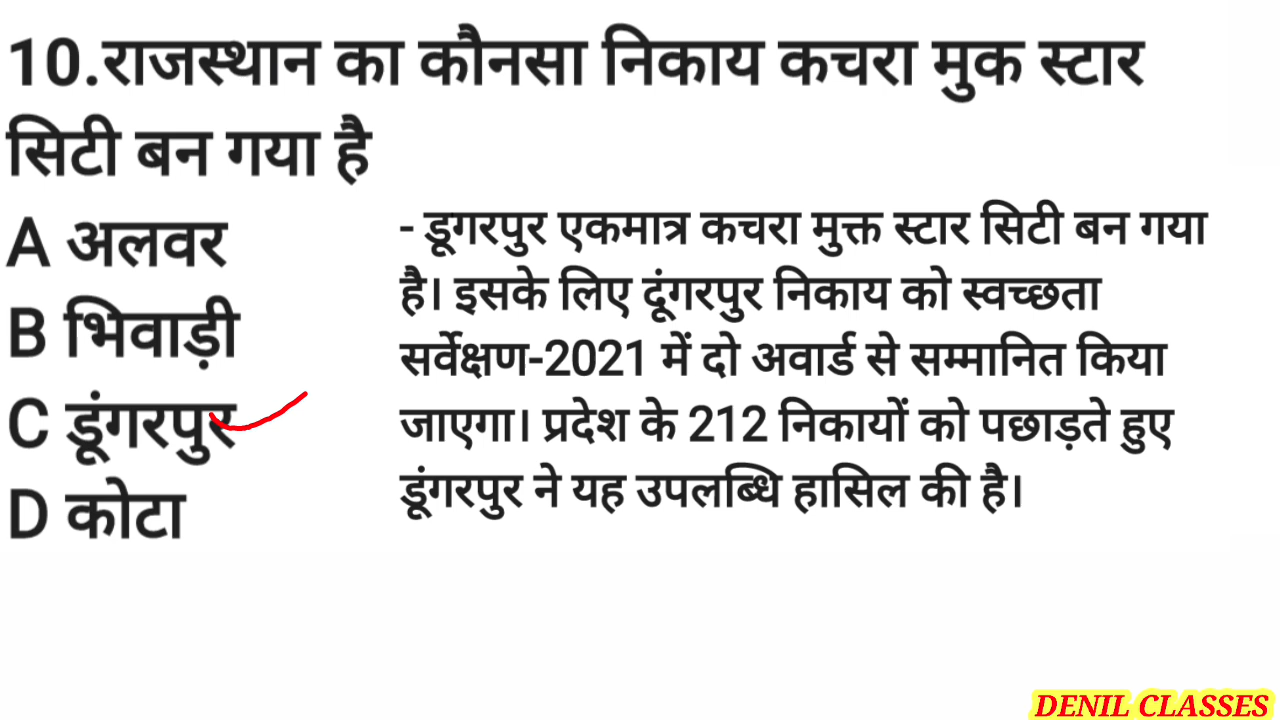 10.राजस्थान का कौनसा निकाय कचरा मुक स्टार
सिटी बन गया है
A अलवर
B भिवाड़ी
C डूंगरपुर
D कोटा
- डूगरपुर एकमात्र कचरा मुक्त स्टार सिटी बन गया
है। इसके लिए दूंगरपुर निकाय को स्वच्छता
सर्वेक्षण-2021 में दो अवार्ड से सम्मानित किया
जाएगा। प्रदेश के 212 निकायों को पछाड़ते हुए
डूंगरपुर ने यह उपलब्धि हासिल की है।
DENIL CLASSES